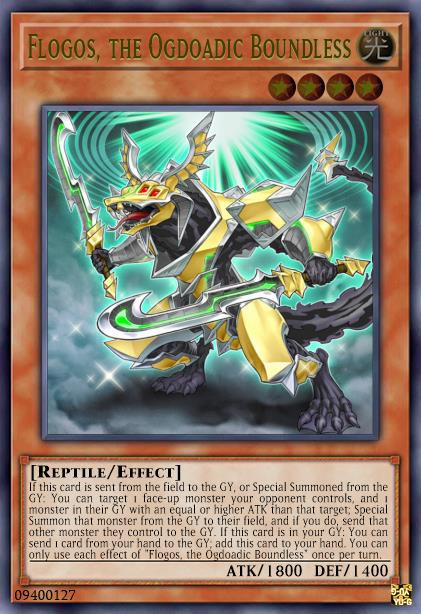 Flogos, the Ogdoadic Boundless
LIGHT
光
[Reptile/Effect]
If this card is sent from the field to the GY, or Special Summoned from the
GY: You can target 1 face-up monster your opponent controls, and 1
monster in their GY with an equal or higher ATK than that target; Special
Summon that monster from the GY to their field, and if you do, send that
other monster they control to the GY. If this card is in your GY: You can
send 1 card from your hand to the GY; add this card to your hand. You can
only use each effect of "Flogos, the Ogdoadic Boundless" once per turn.
ATK/1800 DEF/1400
09400127